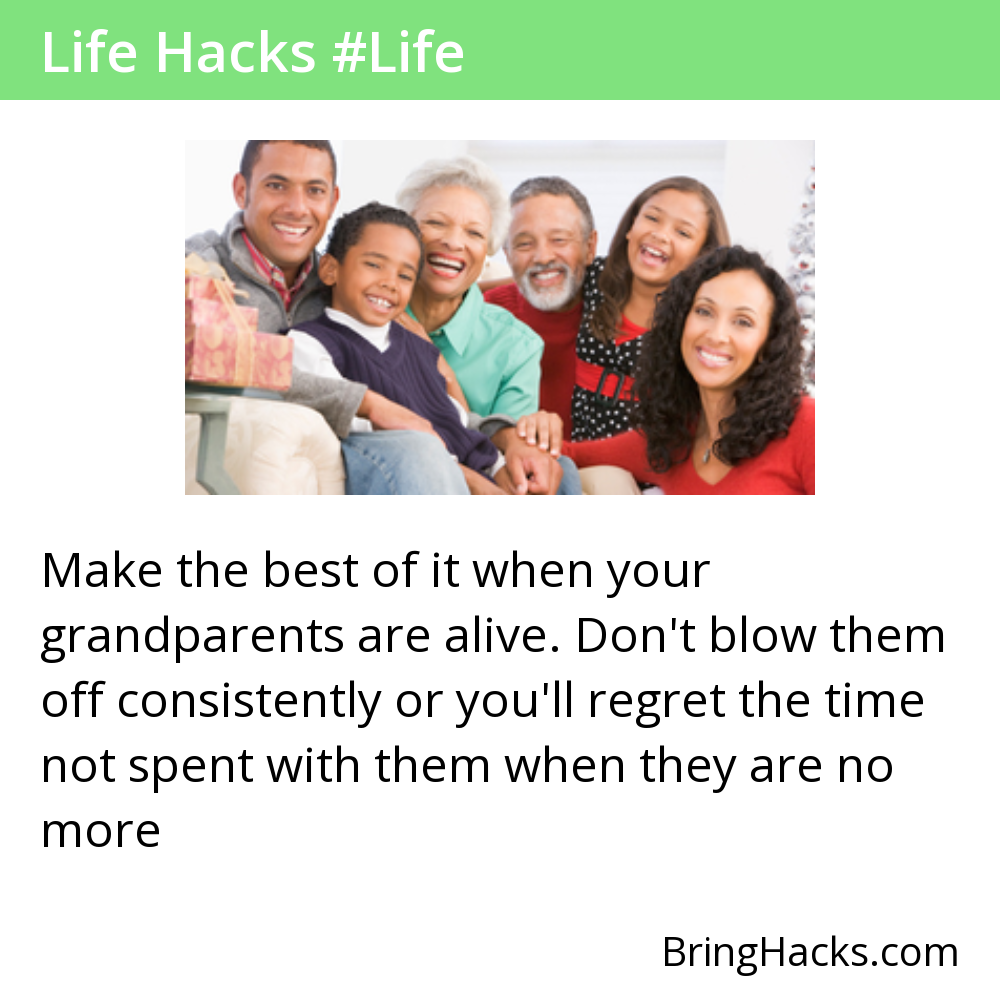 Life Hacks #Life
Make the best of it when your
grandparents are alive. Don't blow them
off consistently or you'll regret the time
not spent with them when they are no
more
BringHacks.com